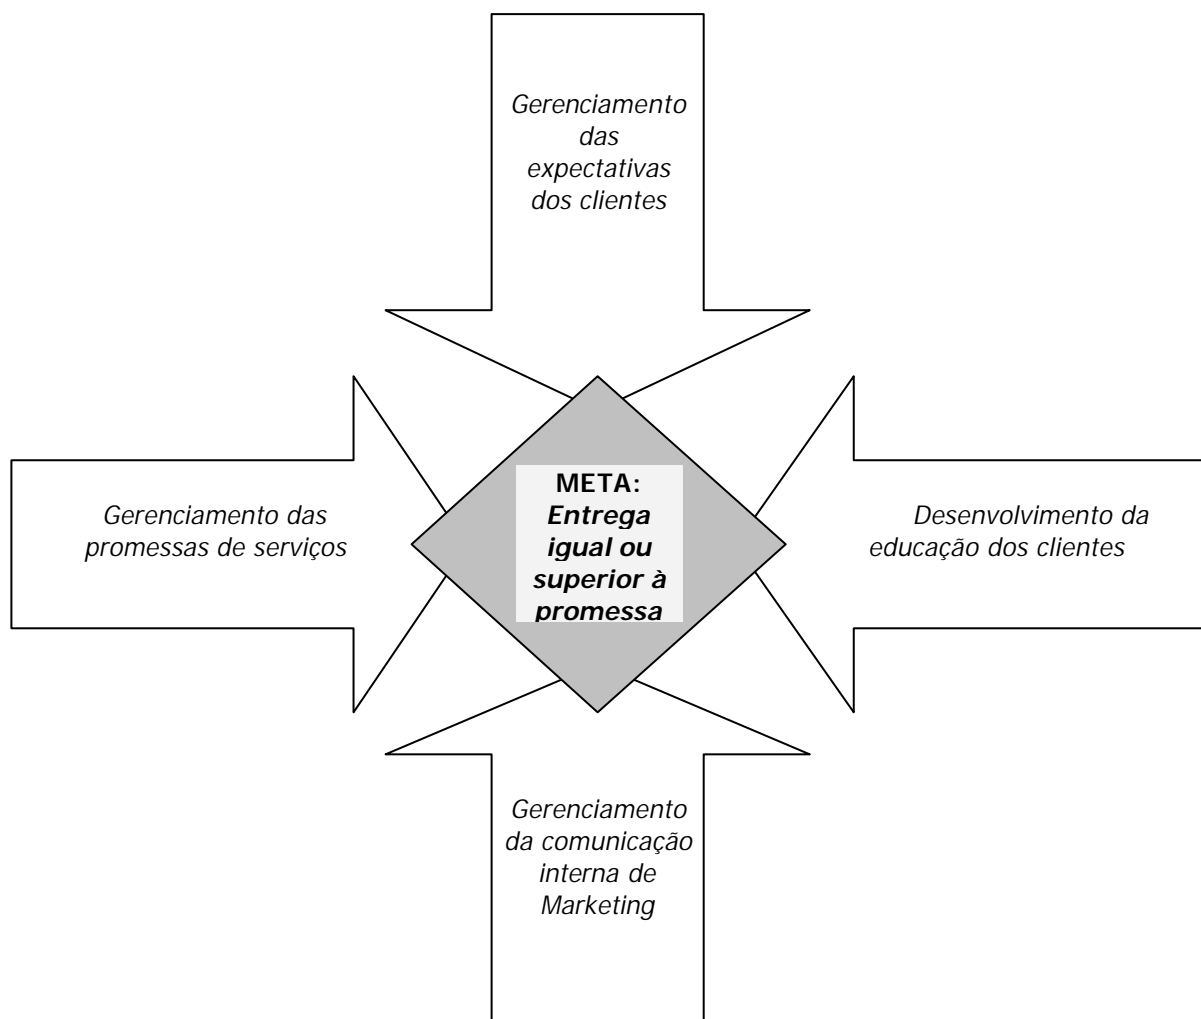 Gerenciamento
das
expectativas
dos clientes
Gerenciamento das
promessas de serviços
META:
Entrega
igual ou
superior à
promessa
Desenvolvimento da
educação dos clientes
Gerenciamento
da comunicação
interna de
Marketing